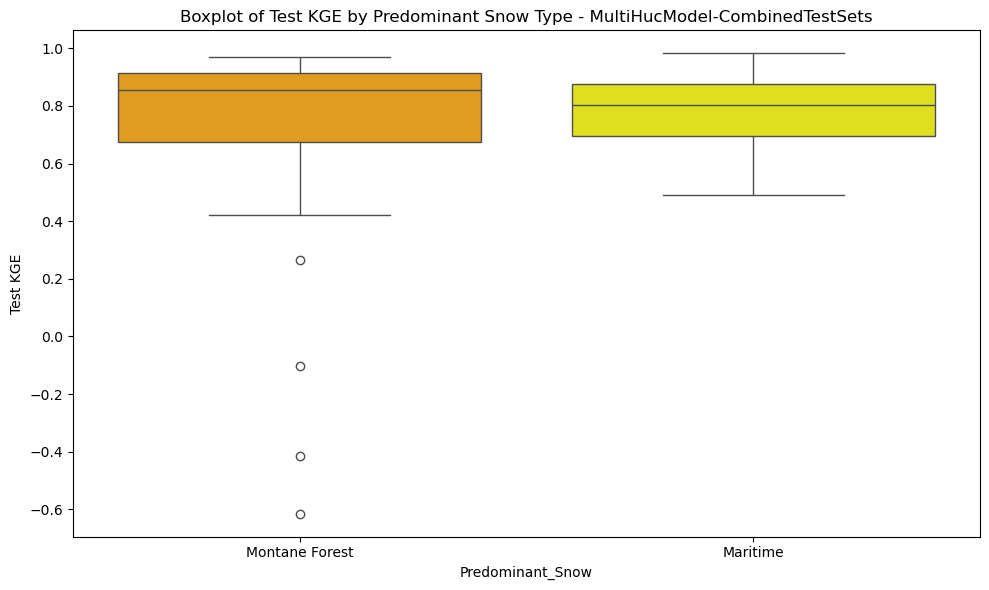 Boxplot of Test KGE by Predominant Snow Type - MultiHucModel-CombinedTestSets
1.0
0.8
0.6
0.4
0.2
0.0
−0.2
−0.4
−0.6
Test KGE
Montane Forest
Maritime
Predominant_Snow